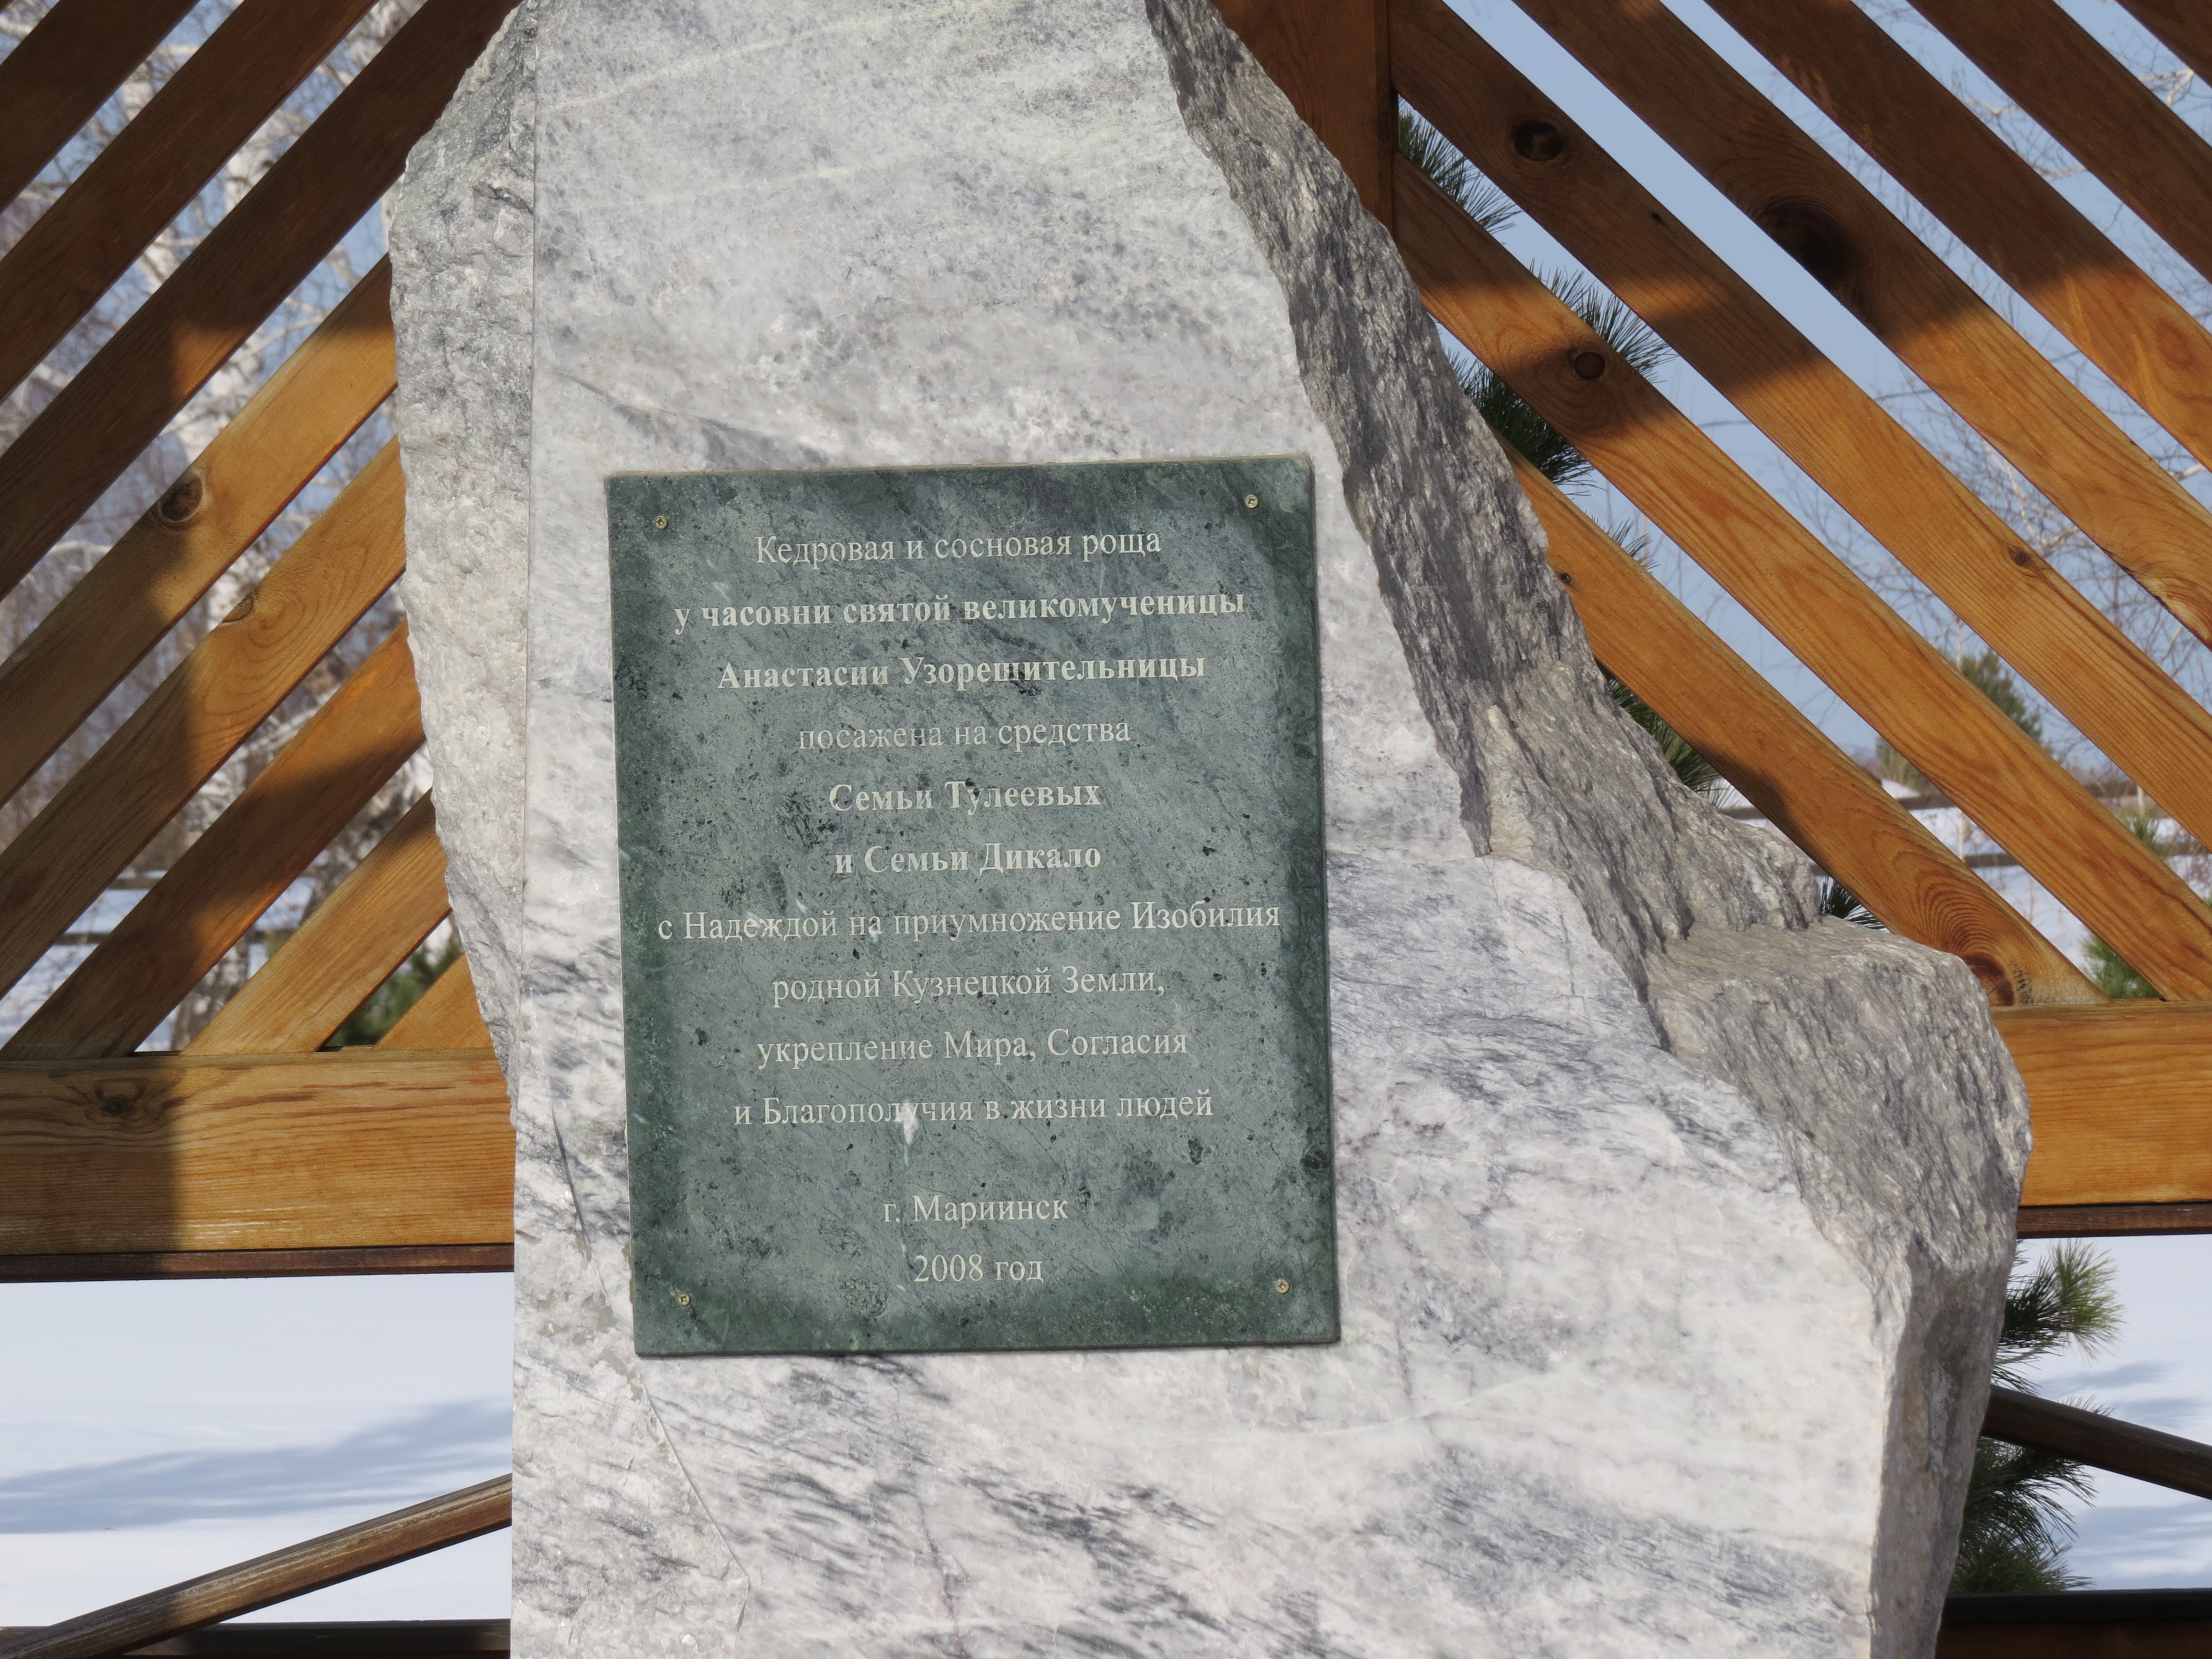 Кедровая и сосновая роща
у часовни святой великомученицы
Анастасии Узорешительницы
посажена на средства
Семьи Тулеевых
и Семьи Дикало
с Надеждой на приумножение Изобилия
родной Кузнецкой Земли,
укрепление Мира, Согласия
и Благополучия в жизни людей
г. Мариинск
2008 год